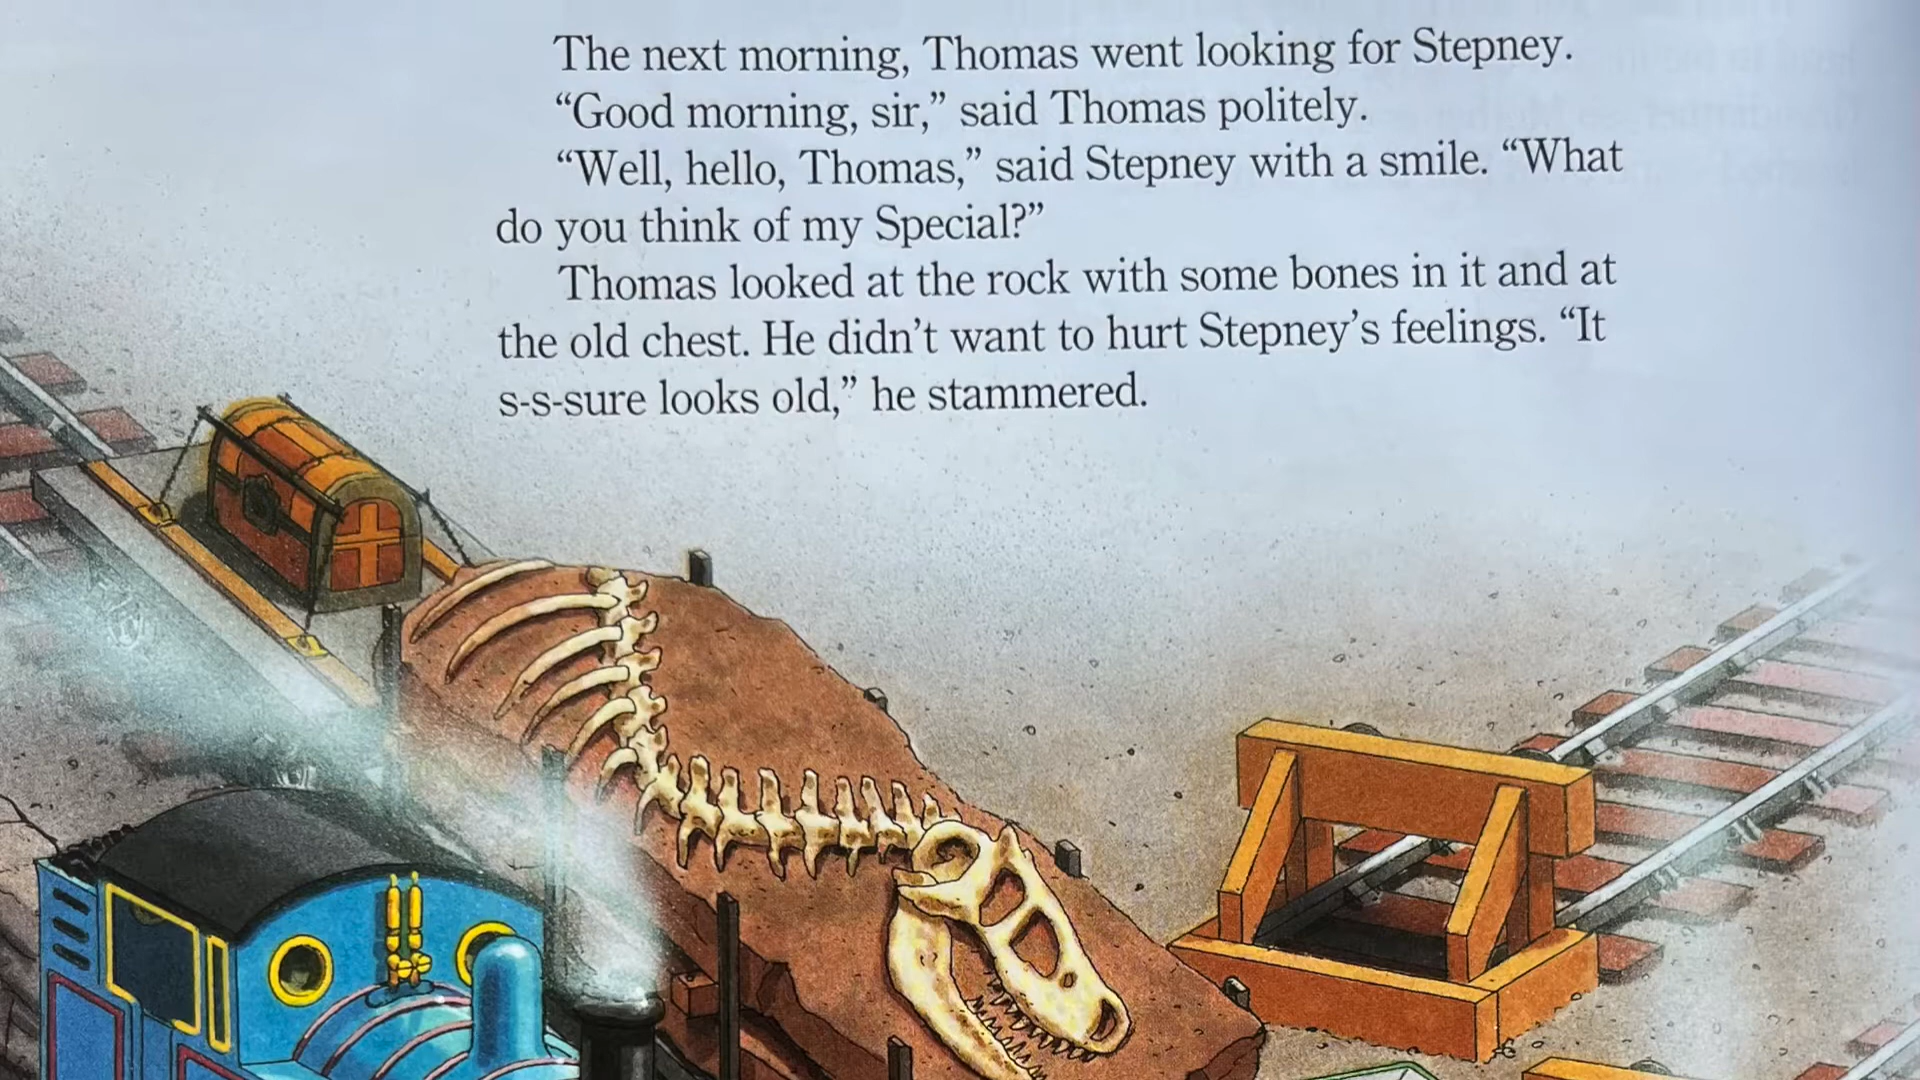 The next morning, Thomas went looking for Stepney.
“Good morning, sir,” said Thomas politely.
“Well, hello, Thomas,” said Stepney with a smile. “What
do you think of my Special?”
Thomas looked at the rock with some bones in it and at
the old chest. He didn’t want to hurt Stepney’s feelings. “It
s-s-sure looks old,” he stammered.